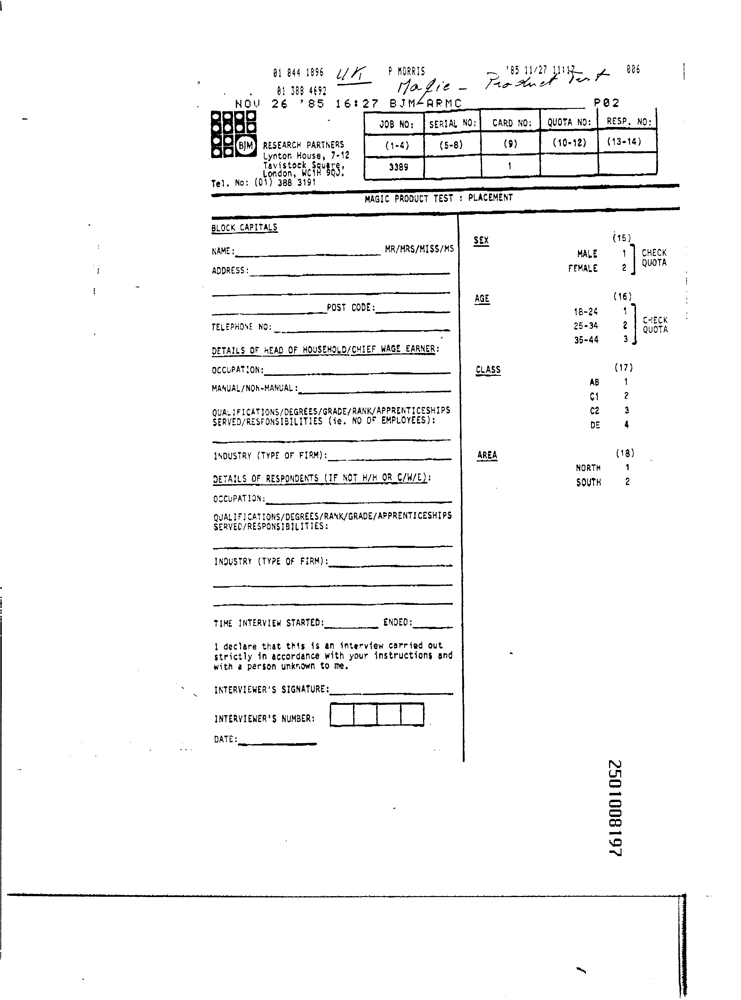 01 844 1896 UK P MORRIS '85 11/27 11:12 006
01 388 4692 Magic - Product Test
NOV 26 '85 16:27 BJM-ARMC P02
JOB NO: SERIAL NO: CARD NO: QUOTA NO: RESP. NO:
(1-4) (5-8) (9) (10-12) (13-14)
3389 1
BJM RESEARCH PARTNERS
Lynton House, 7-12
Tavistock Square,
London, WC1H 9QJ.
Tel. No: (01) 388 3191
MAGIC PRODUCT TEST : PLACEMENT
BLOCK CAPITALS
NAME: MR/MRS/MISS/MS
ADDRESS:
POST CODE:
TELEPHONE NO:
DETAILS OF HEAD OF HOUSEHOLD/CHIEF WAGE EARNER:
OCCUPATION:
MANUAL/NON-MANUAL:
QUALIFICATIONS/DEGREES/GRADE/RANK/APPRENTICESHIPS
SERVED/RESPONSIBILITIES (ie. NO OF EMPLOYEES):
INDUSTRY (TYPE OF FIRM):
DETAILS OF RESPONDENTS (IF NOT H/H OR C/W/E):
OCCUPATION:
QUALIFICATIONS/DEGREES/RANK/GRADE/APPRENTICESHIPS
SERVED/RESPONSIBILITIES:
INDUSTRY (TYPE OF FIRM):
TIME INTERVIEW STARTED: ENDED:
I declare that this is an interview carried out
strictly in accordance with your instructions and
with a person unknown to me.
INTERVIEWER'S SIGNATURE:
INTERVIEWER'S NUMBER:
DATE:
SEX (15)
MALE 1 CHECK
FEMALE 2 QUOTA
AGE (16)
18-24 1
25-34 2 CHECK
35-44 3 QUOTA
CLASS (17)
AB 1
C1 2
C2 3
DE 4
AREA (18)
NORTH 1
SOUTH 2
2501008197